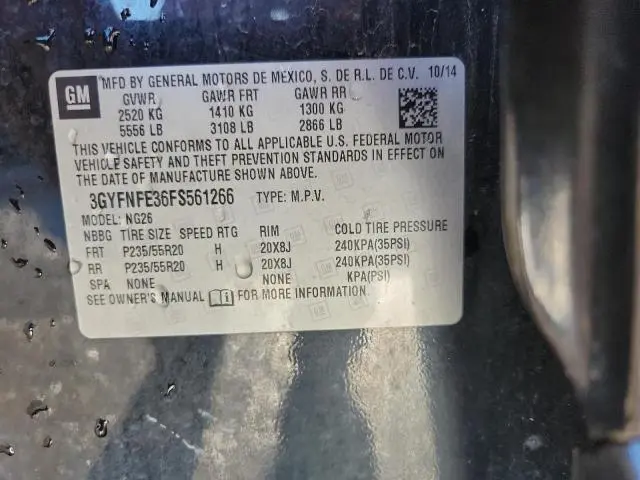 GM
MFD BY GENERAL MOTORS DE MEXICO, S. DE R.L. DE C.V. 10/14
GVWR GAWR FRT GAWR RR
2520 KG 1410 KG 1300 KG
5556 LB 3108 LB 2866 LB
THIS VEHICLE CONFORMS TO ALL APPLICABLE U.S. FEDERAL MOTOR
VEHICLE SAFETY AND THEFT PREVENTION STANDARDS IN EFFECT ON
THE DATE OF MANUFACTURE SHOWN ABOVE.
3GYFNFE36FS561266 TYPE: M.P.V.
MODEL: NG26
NBBG TIRE SIZE SPEED RTG RIM COLD TIRE PRESSURE
FRT P235/55R20 H 20X8J 240KPA(35PSI)
RR P235/55R20 H 20X8J 240KPA(35PSI)
SPA NONE NONE KPA(PSI)
SEE OWNER'S MANUAL FOR MORE INFORMATION.